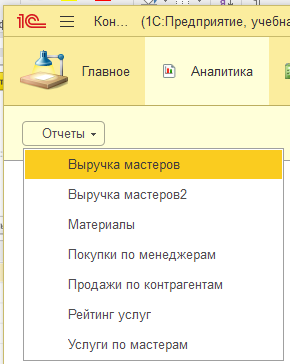 1С Кон... (1С:Предприятие, учебна
Главное Аналитика
Отчеты
Выручка мастеров
Выручка мастеров2
Материалы
Покупки по менеджерам
Продажи по контрагентам
Рейтинг услуг
Услуги по мастерам